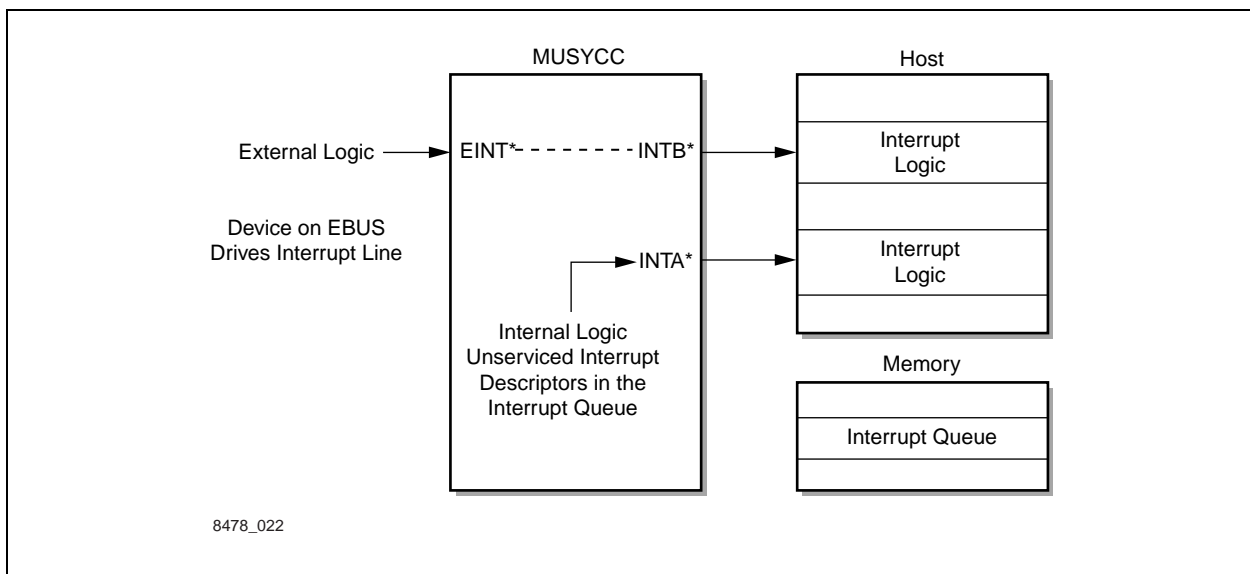 MUSYCC
Host
External Logic
EINT*
INTB*
Interrupt
Logic
Device on EBUS
Drives Interrupt Line
INTA*
Interrupt
Logic
Internal Logic
Unserviced Interrupt
Descriptors in the
Interrupt Queue
Memory
Interrupt Queue
8478_022